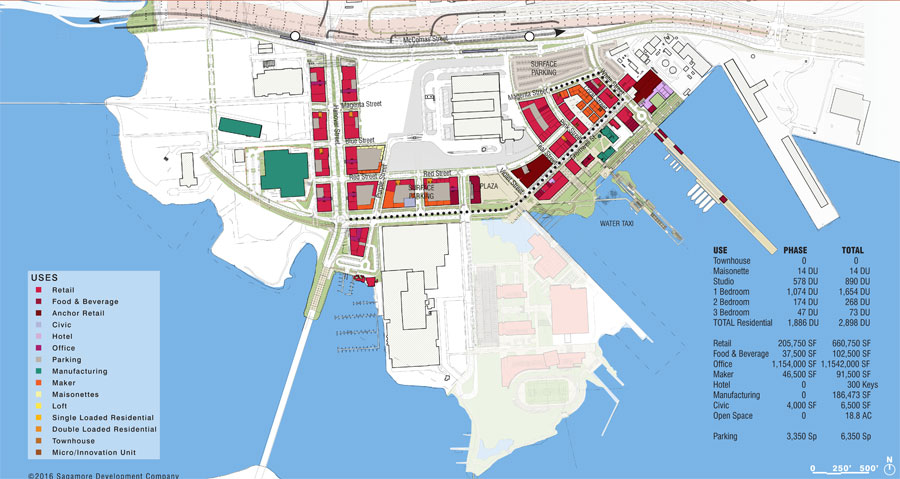 McComas Street
SURFACE
PARKING
Magenta Street
Magenta Street
Hanover Street
Blue Street
Red Street
Red Street
SURFACE
PARKING
PLAZA
WATER TAXI
USES
Retail
Food & Beverage
Anchor Retail
Civic
Hotel
Office
Parking
Manufacturing
Maker
Maisonettes
Loft
Single Loaded Residential
Double Loaded Residential
Townhouse
Micro/Innovation Unit
©2016 Sagamore Development Company
USE PHASE TOTAL
Townhouse 0 0
Maisonette 14 DU 14 DU
Studio 578 DU 890 DU
1 Bedroom 1,074 DU 1,654 DU
2 Bedroom 174 DU 268 DU
3 Bedroom 47 DU 73 DU
TOTAL Residential 1,886 DU 2,898 DU
Retail 205,750 SF 660,750 SF
Food & Beverage 37,500 SF 102,500 SF
Office 1,154,000 SF 1,1542,000 SF
Maker 46,500 SF 91,500 SF
Hotel 0 300 Keys
Manufacturing 0 186,473 SF
Civic 4,000 SF 6,500 SF
Open Space 0 18.8 AC
Parking 3,350 Sp 6,350 Sp
N
0 250' 500'